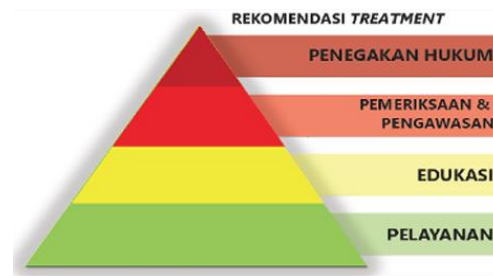 REKOMENDASI TREATMENT
PENEGAKAN HUKUM
PEMERIKSAAN &
PENGAWASAN
EDUKASI
PELAYANAN